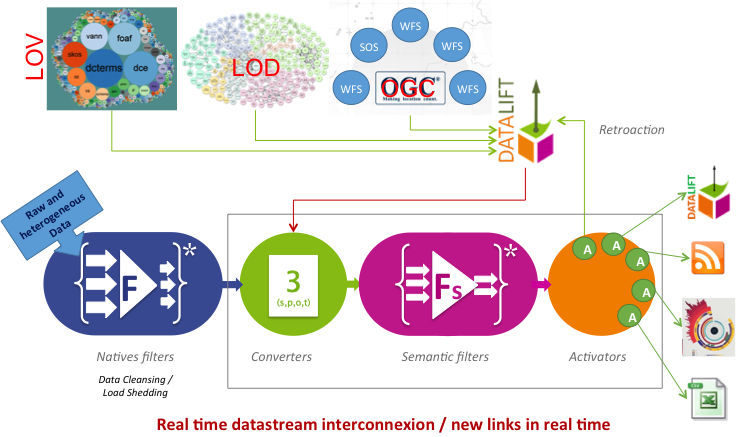 LOV
vann
foaf
skos
dcterms
dce
LOD
WFS
SOS
WFS
WFS
WFS
OGC®
Making location count.
DATALIFT
Retroaction
Raw and
heterogeneous
Data
DATALIFT
{ F }*
3
(s,p,o,t)
{ Fs }*
A
A
A
A
A
Natives filters
Converters
Semantic filters
Activators
Data Cleansing /
Load Shedding
CSV
Real time datastream interconnexion / new links in real time